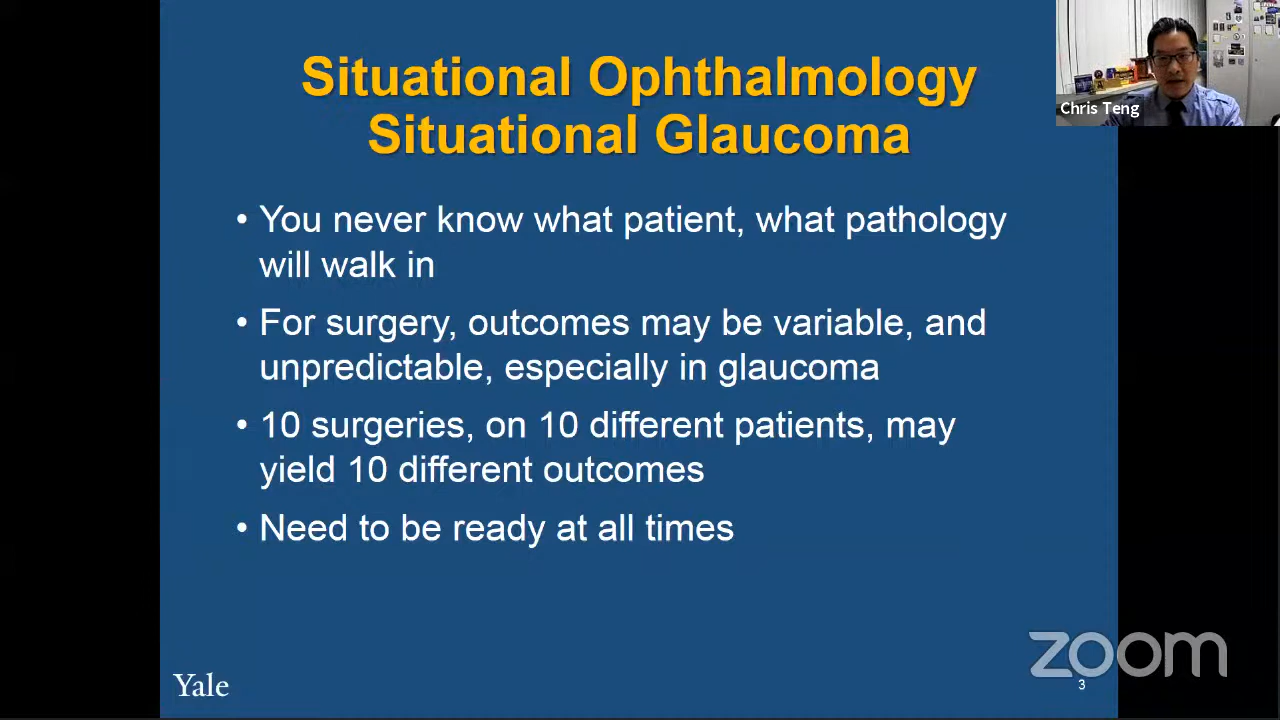 Situational Ophthalmology
Situational Glaucoma
Chris Teng
• You never know what patient, what pathology
will walk in
• For surgery, outcomes may be variable, and
unpredictable, especially in glaucoma
• 10 surgeries, on 10 different patients, may
yield 10 different outcomes
• Need to be ready at all times
zoom
Yale
3